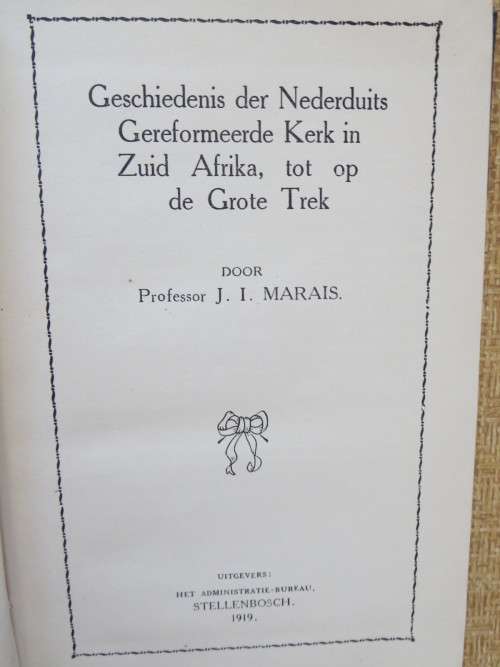 Geschiedenis der Nederduits
Gereformeerde Kerk in
Zuid Afrika, tot op
de Grote Trek
DOOR
Professor J. I. MARAIS.
UITGEVERS:
HET ADMINISTRATIE-BUREAU,
STELLENBOSCH.
1919.